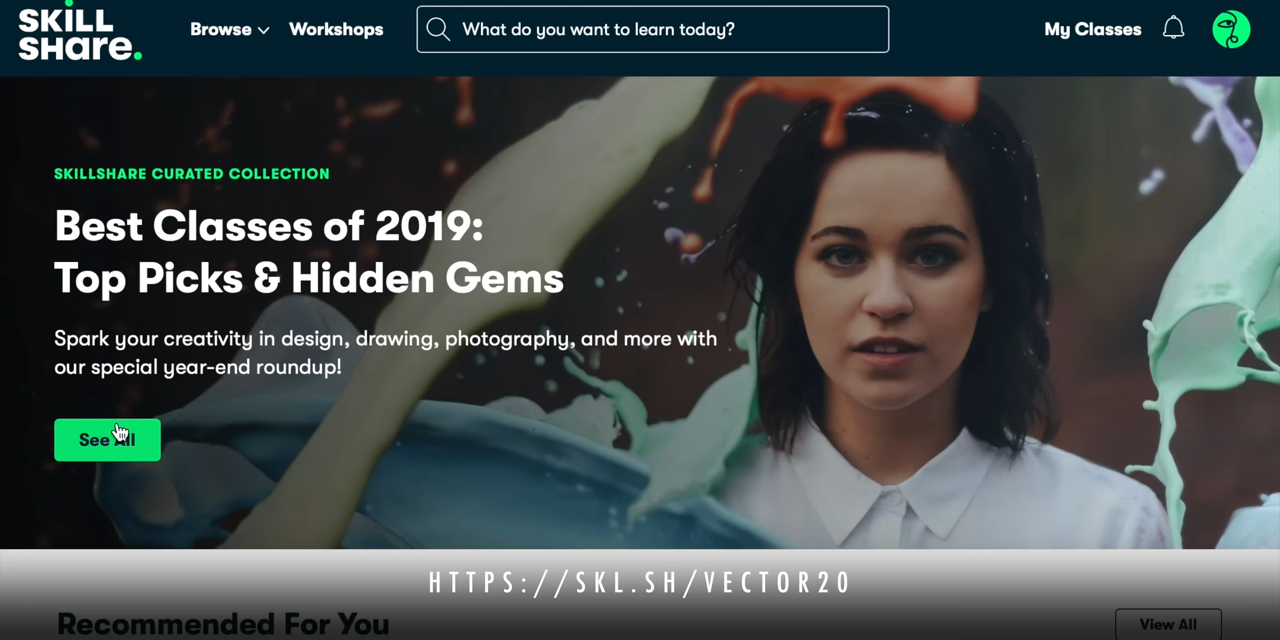 SKiLL
SHare.
Browse
Workshops
What do you want to learn today?
My Classes
SKILLSHARE CURATED COLLECTION
Best Classes of 2019:
Top Picks & Hidden Gems
Spark your creativity in design, drawing, photography, and more with
our special year-end roundup!
See All
HTTPS://SKL.SH/VECTOR20
Recommended For You
View All